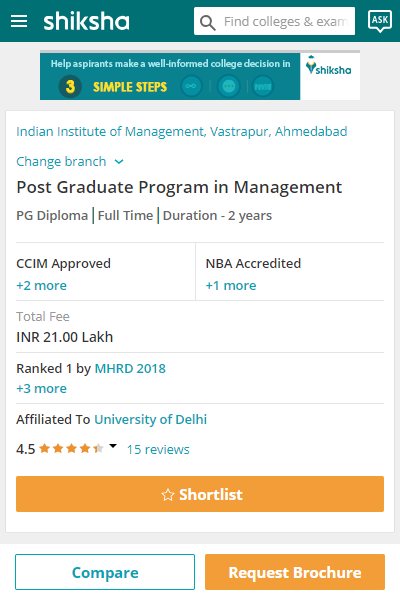 shiksha
Find colleges & exam
ASK
Help aspirants make a well-informed college decision in
3 SIMPLE STEPS
shiksha
Indian Institute of Management, Vastrapur, Ahmedabad
Change branch
Post Graduate Program in Management
PG Diploma | Full Time | Duration - 2 years
CCIM Approved
+2 more
NBA Accredited
+1 more
Total Fee
INR 21.00 Lakh
Ranked 1 by MHRD 2018
+3 more
Affiliated To University of Delhi
4.5 15 reviews
Shortlist
Compare
Request Brochure